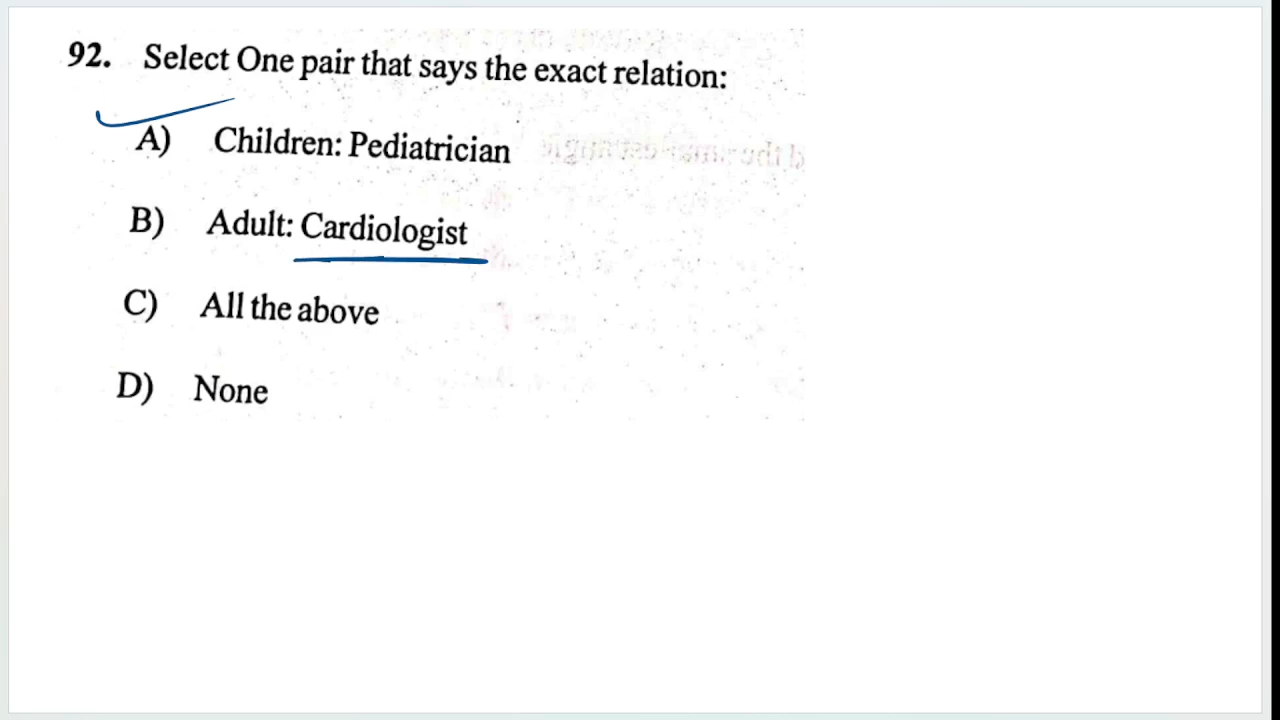 92. Select One pair that says the exact relation:
A) Children: Pediatrician
B) Adult: Cardiologist
C) All the above
D) None